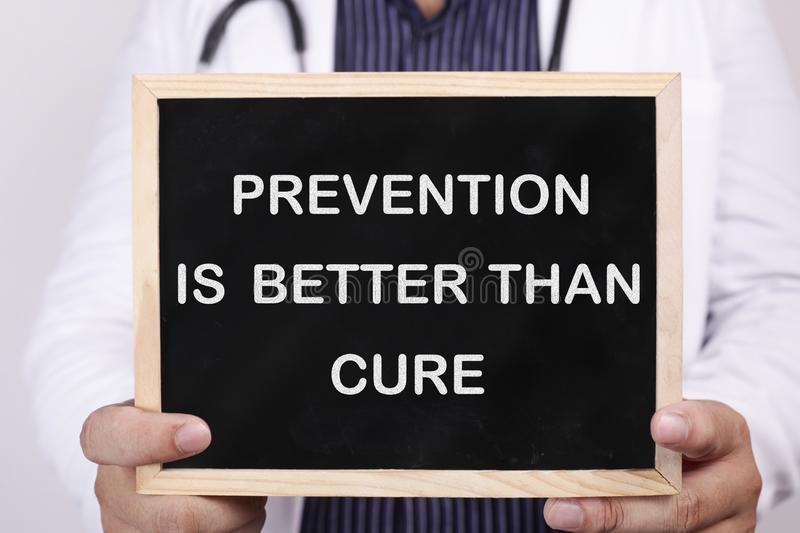 PREVENTION
IS BETTER THAN
CURE